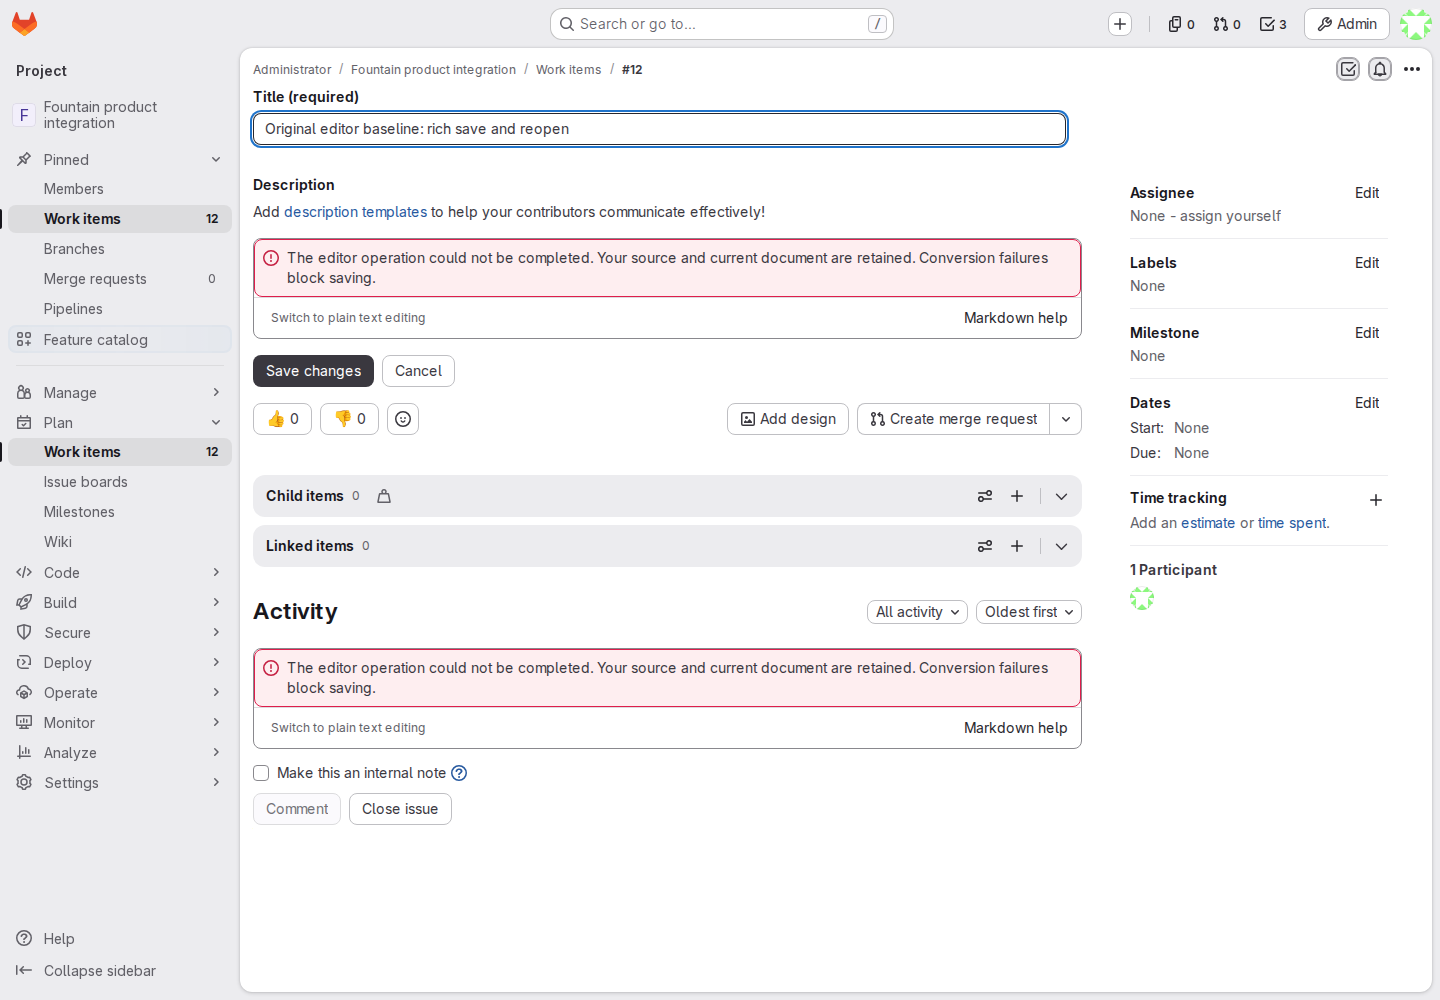 Search or go to...
/
0
0
3
Admin
Project
F
Fountain product
integration
Pinned
Members
Work items 12
Branches
Merge requests 0
Pipelines
Feature catalog
Manage
Plan
Work items 12
Issue boards
Milestones
Wiki
Code
Build
Secure
Deploy
Operate
Monitor
Analyze
Settings
Help
Collapse sidebar
Administrator / Fountain product integration / Work items / #12
Title (required)
Original editor baseline: rich save and reopen
Description
Add description templates to help your contributors communicate effectively!
The editor operation could not be completed. Your source and current document are retained. Conversion failures
block saving.
Switch to plain text editing
Markdown help
Save changes
Cancel
👍 0
👎 0
Add design
Create merge request
Child items 0
Linked items 0
Activity
All activity
Oldest first
The editor operation could not be completed. Your source and current document are retained. Conversion failures
block saving.
Switch to plain text editing
Markdown help
Make this an internal note
Comment
Close issue
Assignee Edit
None - assign yourself
Labels Edit
None
Milestone Edit
None
Dates Edit
Start: None
Due: None
Time tracking
Add an estimate or time spent.
1 Participant